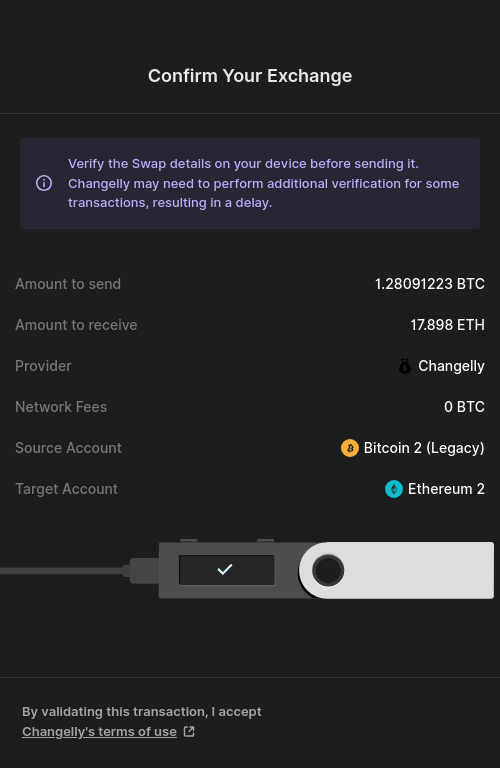 Confirm Your Exchange
Verify the Swap details on your device before sending it.
Changelly may need to perform additional verification for some
transactions, resulting in a delay.
Amount to send 1.28091223 BTC
Amount to receive 17.898 ETH
Provider Changelly
Network Fees 0 BTC
Source Account Bitcoin 2 (Legacy)
Target Account Ethereum 2
By validating this transaction, I accept
Changelly's terms of use